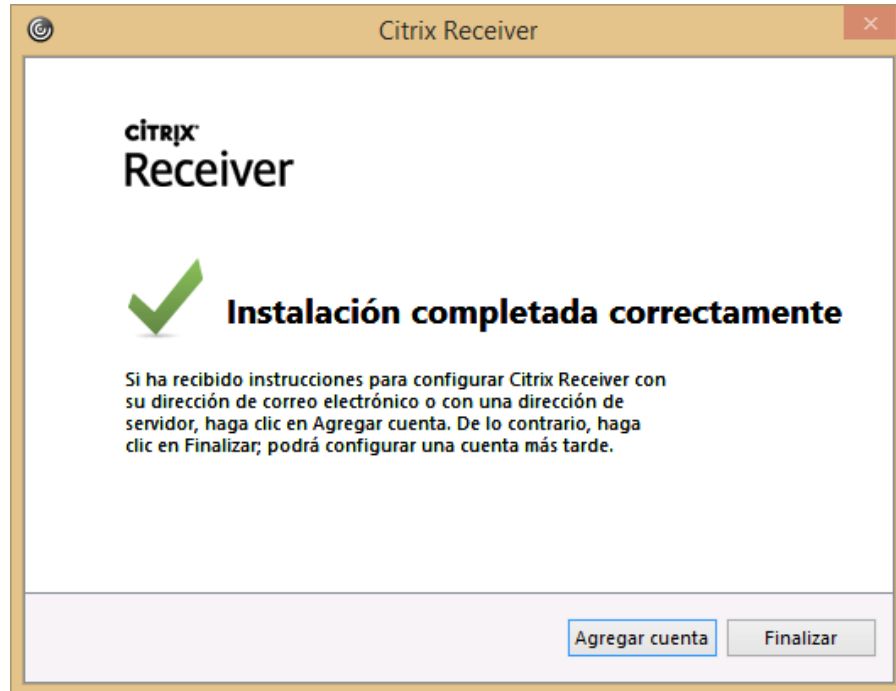 Citrix Receiver
CİTRIX
Receiver
Instalación completada correctamente
Si ha recibido instrucciones para configurar Citrix Receiver con
su dirección de correo electrónico o con una dirección de
servidor, haga clic en Agregar cuenta. De lo contrario, haga
clic en Finalizar; podrá configurar una cuenta más tarde.
Agregar cuenta
Finalizar